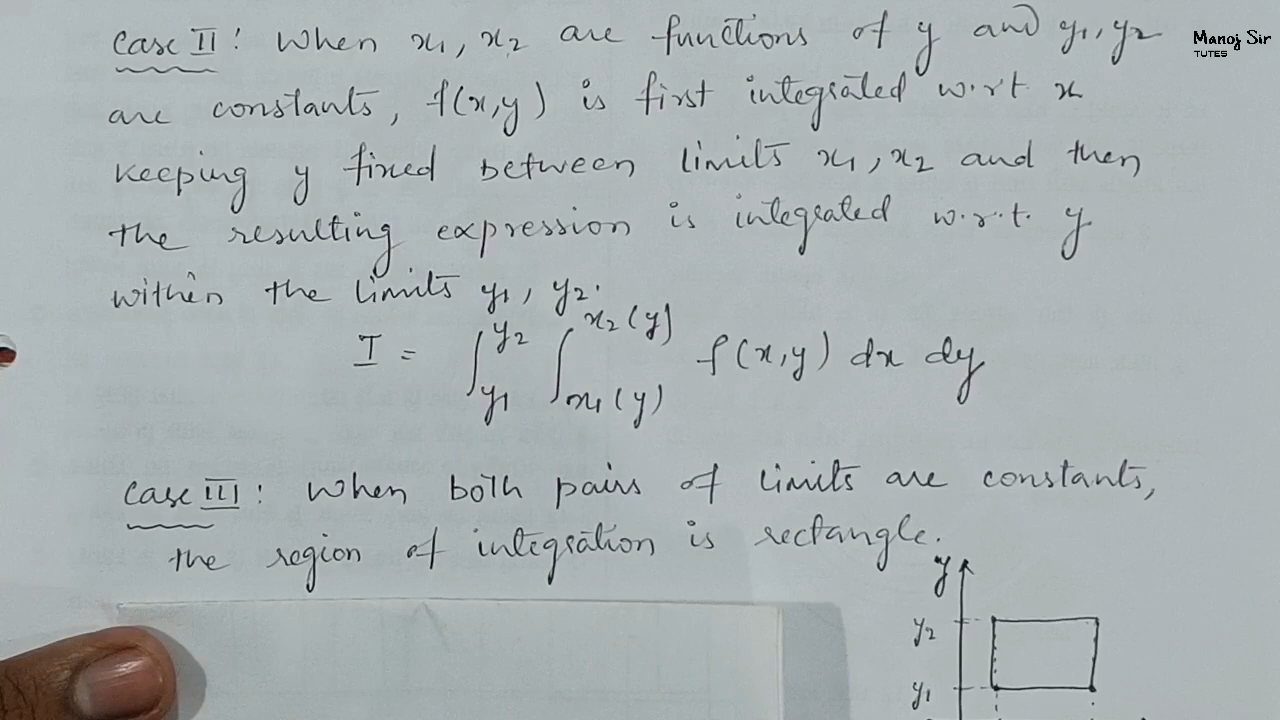 Case II : When x1, x2 are functions of y and y1, y2
are constants, f(x,y) is first integrated w.r.t x
keeping y fixed between limits x1, x2 and then
the resulting expression is integrated w.r.t. y
within the limits y1, y2.
I = ∫_{y1}^{y2} ∫_{x1(y)}^{x2(y)} f(x,y) dx dy
Case III : When both pairs of limits are constants,
the region of integration is rectangle.
y
y2
y1
Manoj Sir
TUTES